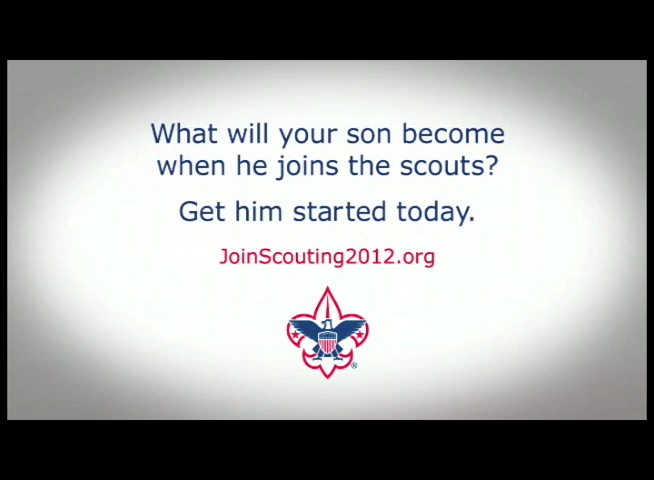 What will your son become
when he joins the scouts?
Get him started today.
JoinScouting2012.org
®